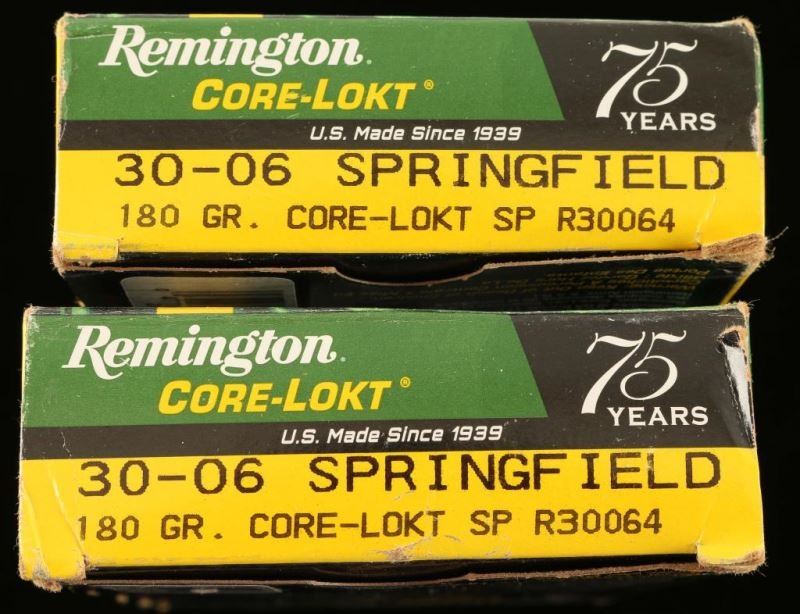 Remington.
CORE-LOKT®
75
YEARS
U.S. Made Since 1939
30-06 SPRINGFIELD
180 GR. CORE-LOKT SP R30064
Remington.
CORE-LOKT®
75
YEARS
U.S. Made Since 1939
30-06 SPRINGFIELD
180 GR. CORE-LOKT SP R30064